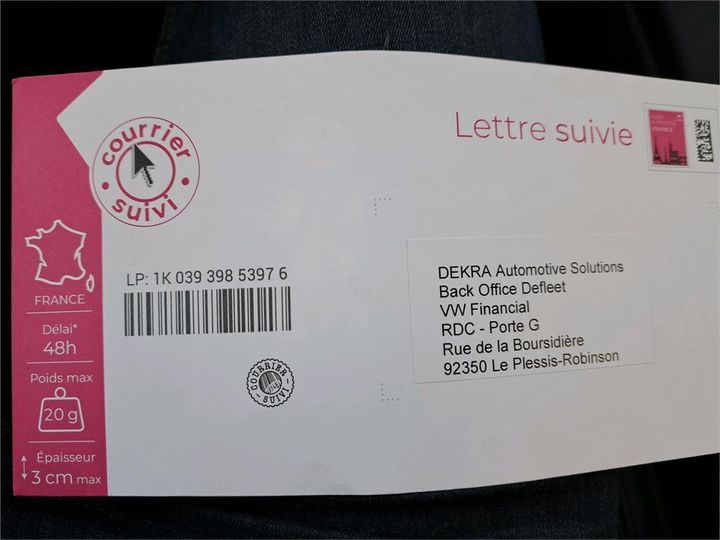 courrier
suivi
Lettre suivie
FRANCE
LP: 1K 039 398 5397 6
DEKRA Automotive Solutions
Back Office Defleet
VW Financial
RDC - Porte G
Rue de la Boursidière
92350 Le Plessis-Robinson
FRANCE
Délai*
48h
Poids max
20 g
Épaisseur
3 cm max
COURRIER
SUIVI